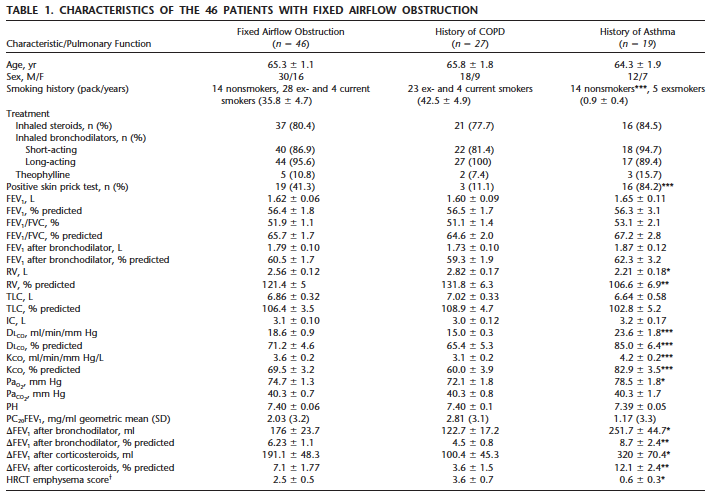 TABLE 1. CHARACTERISTICS OF THE 46 PATIENTS WITH FIXED AIRFLOW OBSTRUCTION
Characteristic/Pulmonary Function Fixed Airflow Obstruction (n = 46) History of COPD (n = 27) History of Asthma (n = 19)
Age, yr 65.3 ± 1.1 65.8 ± 1.8 64.3 ± 1.9
Sex, M/F 30/16 18/9 12/7
Smoking history (pack/years) 14 nonsmokers, 28 ex- and 4 current smokers (35.8 ± 4.7) 23 ex- and 4 current smokers (42.5 ± 4.9) 14 nonsmokers***, 5 exsmokers (0.9 ± 0.4)
Treatment
Inhaled steroids, n (%) 37 (80.4) 21 (77.7) 16 (84.5)
Inhaled bronchodilators, n (%)
Short-acting 40 (86.9) 22 (81.4) 18 (94.7)
Long-acting 44 (95.6) 27 (100) 17 (89.4)
Theophylline 5 (10.8) 2 (7.4) 3 (15.7)
Positive skin prick test, n (%) 19 (41.3) 3 (11.1) 16 (84.2)***
FEV₁, L 1.62 ± 0.06 1.60 ± 0.09 1.65 ± 0.11
FEV₁, % predicted 56.4 ± 1.8 56.5 ± 1.7 56.3 ± 3.1
FEV₁/FVC, % 51.9 ± 1.1 51.1 ± 1.4 53.1 ± 2.1
FEV₁/FVC, % predicted 65.7 ± 1.7 64.6 ± 2.0 67.2 ± 2.8
FEV₁ after bronchodilator, L 1.79 ± 0.10 1.73 ± 0.10 1.87 ± 0.12
FEV₁ after bronchodilator, % predicted 60.5 ± 1.7 59.3 ± 1.9 62.3 ± 3.2
RV, L 2.56 ± 0.12 2.82 ± 0.17 2.21 ± 0.18*
RV, % predicted 121.4 ± 5 131.8 ± 6.3 106.6 ± 6.9**
TLC, L 6.86 ± 0.32 7.02 ± 0.33 6.64 ± 0.58
TLC, % predicted 106.4 ± 3.5 108.9 ± 4.7 102.8 ± 5.2
IC, L 3.1 ± 0.10 3.0 ± 0.12 3.2 ± 0.17
DLCO, ml/min/mm Hg 18.6 ± 0.9 15.0 ± 0.3 23.6 ± 1.8***
DLCO, % predicted 71.2 ± 4.6 65.4 ± 5.3 85.0 ± 6.4***
KCO, ml/min/mm Hg/L 3.6 ± 0.2 3.1 ± 0.2 4.2 ± 0.2***
KCO, % predicted 69.5 ± 3.2 60.0 ± 3.9 82.9 ± 3.5***
PaO₂, mm Hg 74.7 ± 1.3 72.1 ± 1.8 78.5 ± 1.8*
PaCO₂, mm Hg 40.3 ± 0.7 40.3 ± 0.8 40.3 ± 1.7
PH 7.40 ± 0.06 7.40 ± 0.1 7.39 ± 0.05
PC₂₀FEV₁, mg/ml geometric mean (SD) 2.03 (3.2) 2.81 (3.1) 1.17 (3.3)
ΔFEV₁ after bronchodilator, ml 176 ± 23.7 122.7 ± 17.2 251.7 ± 44.7*
ΔFEV₁ after bronchodilator, % predicted 6.23 ± 1.1 4.5 ± 0.8 8.7 ± 2.4**
ΔFEV₁ after corticosteroids, ml 191.1 ± 48.3 100.4 ± 45.3 320 ± 70.4*
ΔFEV₁ after corticosteroids, % predicted 7.1 ± 1.77 3.6 ± 1.5 12.1 ± 2.4**
HRCT emphysema score† 2.5 ± 0.5 3.6 ± 0.7 0.6 ± 0.3*